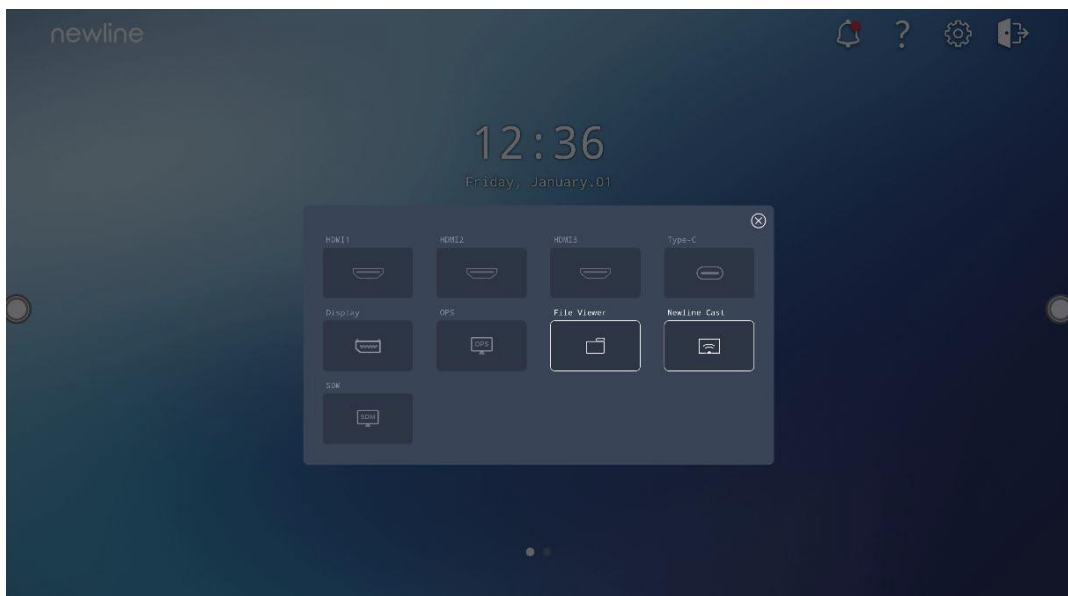 newline
?
12:36
Friday, January.01
HDMI1 HDMI2 HDMI3 Type-C
Display OPS File Viewer Newline Cast
OPS
SDM
SDM